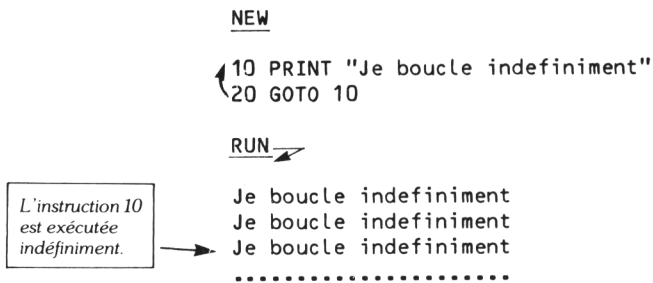 NEW
10 PRINT "Je boucle indefiniment"
20 GOTO 10
RUN
L'instruction 10
est exécutée
indéfiniment.
Je boucle indefiniment
Je boucle indefiniment
Je boucle indefiniment
.......................